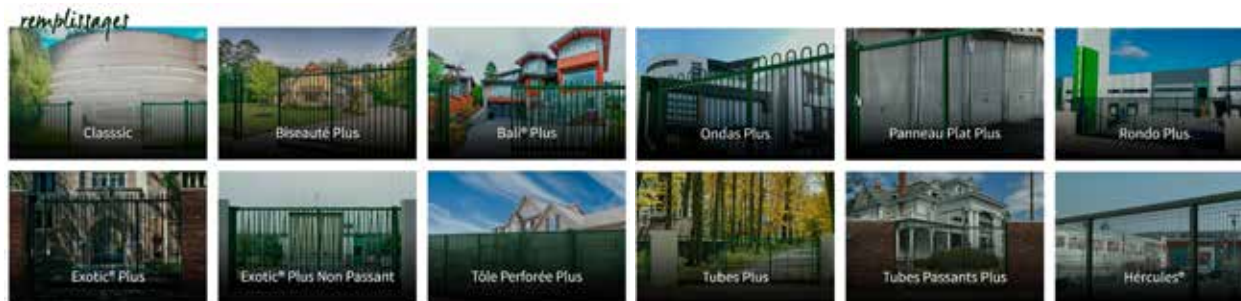 remplissages
Classsic
Biseauté Plus
Bali® Plus
Ondas Plus
Panneau Plat Plus
Rondo Plus
Exotic® Plus
Exotic® Plus Non Passant
Tôle Perforée Plus
Tubes Plus
Tubes Passants Plus
Hercules®